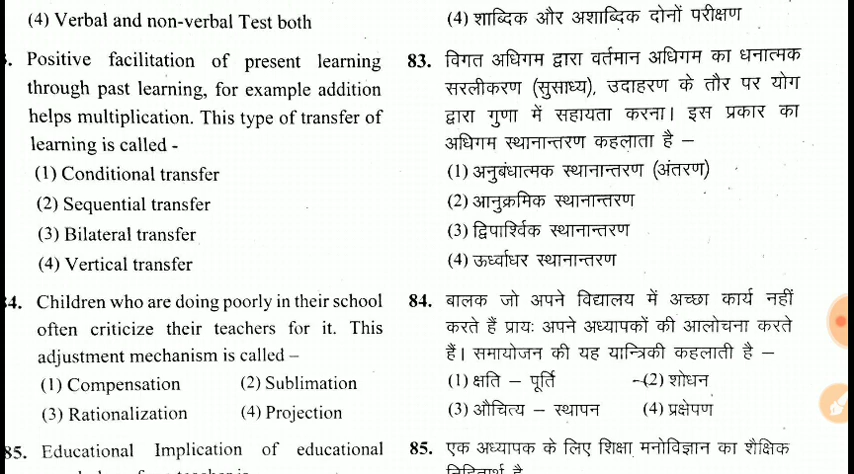 (4) Verbal and non-verbal Test both
. Positive facilitation of present learning
through past learning, for example addition
helps multiplication. This type of transfer of
learning is called -
(1) Conditional transfer
(2) Sequential transfer
(3) Bilateral transfer
(4) Vertical transfer
4. Children who are doing poorly in their school
often criticize their teachers for it. This
adjustment mechanism is called –
(1) Compensation (2) Sublimation
(3) Rationalization (4) Projection
85. Educational Implication of educational
(4) शाब्दिक और अशाब्दिक दोनों परीक्षण
83. विगत अधिगम द्वारा वर्तमान अधिगम का धनात्मक
सरलीकरण (सुसाध्य), उदाहरण के तौर पर योग
द्वारा गुणा में सहायता करना। इस प्रकार का
अधिगम स्थानान्तरण कहलाता है –
(1) अनुबंधात्मक स्थानान्तरण (अंतरण)
(2) आनुक्रमिक स्थानान्तरण
(3) द्विपार्श्विक स्थानान्तरण
(4) ऊर्ध्वाधर स्थानान्तरण
84. बालक जो अपने विद्यालय में अच्छा कार्य नहीं
करते हैं प्रायः अपने अध्यापकों की आलोचना करते
हैं। समायोजन की यह यान्त्रिकी कहलाती है –
(1) क्षति – पूर्ति (2) शोधन
(3) औचित्य – स्थापन (4) प्रक्षेपण
85. एक अध्यापक के लिए शिक्षा मनोविज्ञान का शैक्षिक